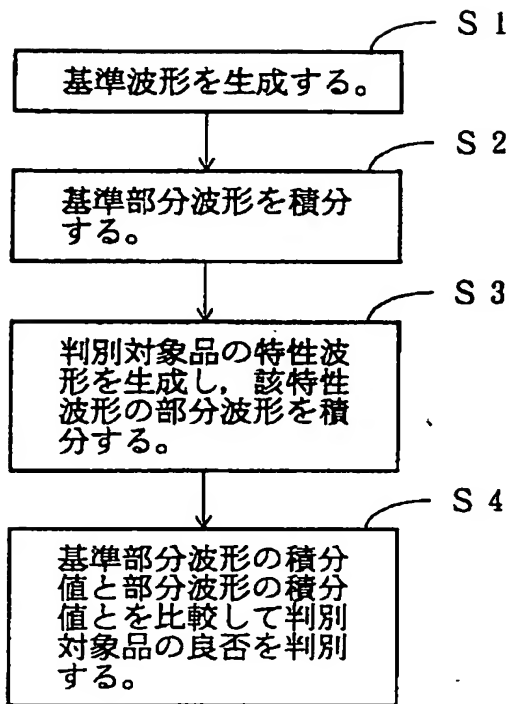 S 1
基準波形を生成する。
S 2
基準部分波形を積分
する。
S 3
判別対象品の特性波
形を生成し，該特性
波形の部分波形を積
分する。
S 4
基準部分波形の積分
値と部分波形の積分
値とを比較して判別
対象品の良否を判別
する。